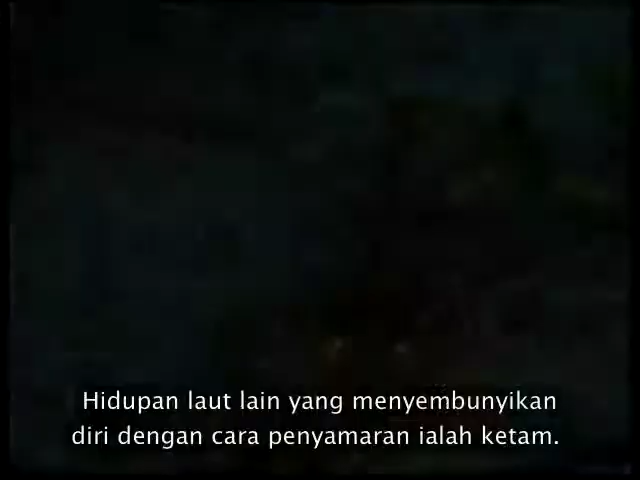 Hidupan laut lain yang menyembunyikan
diri dengan cara penyamaran ialah ketam.